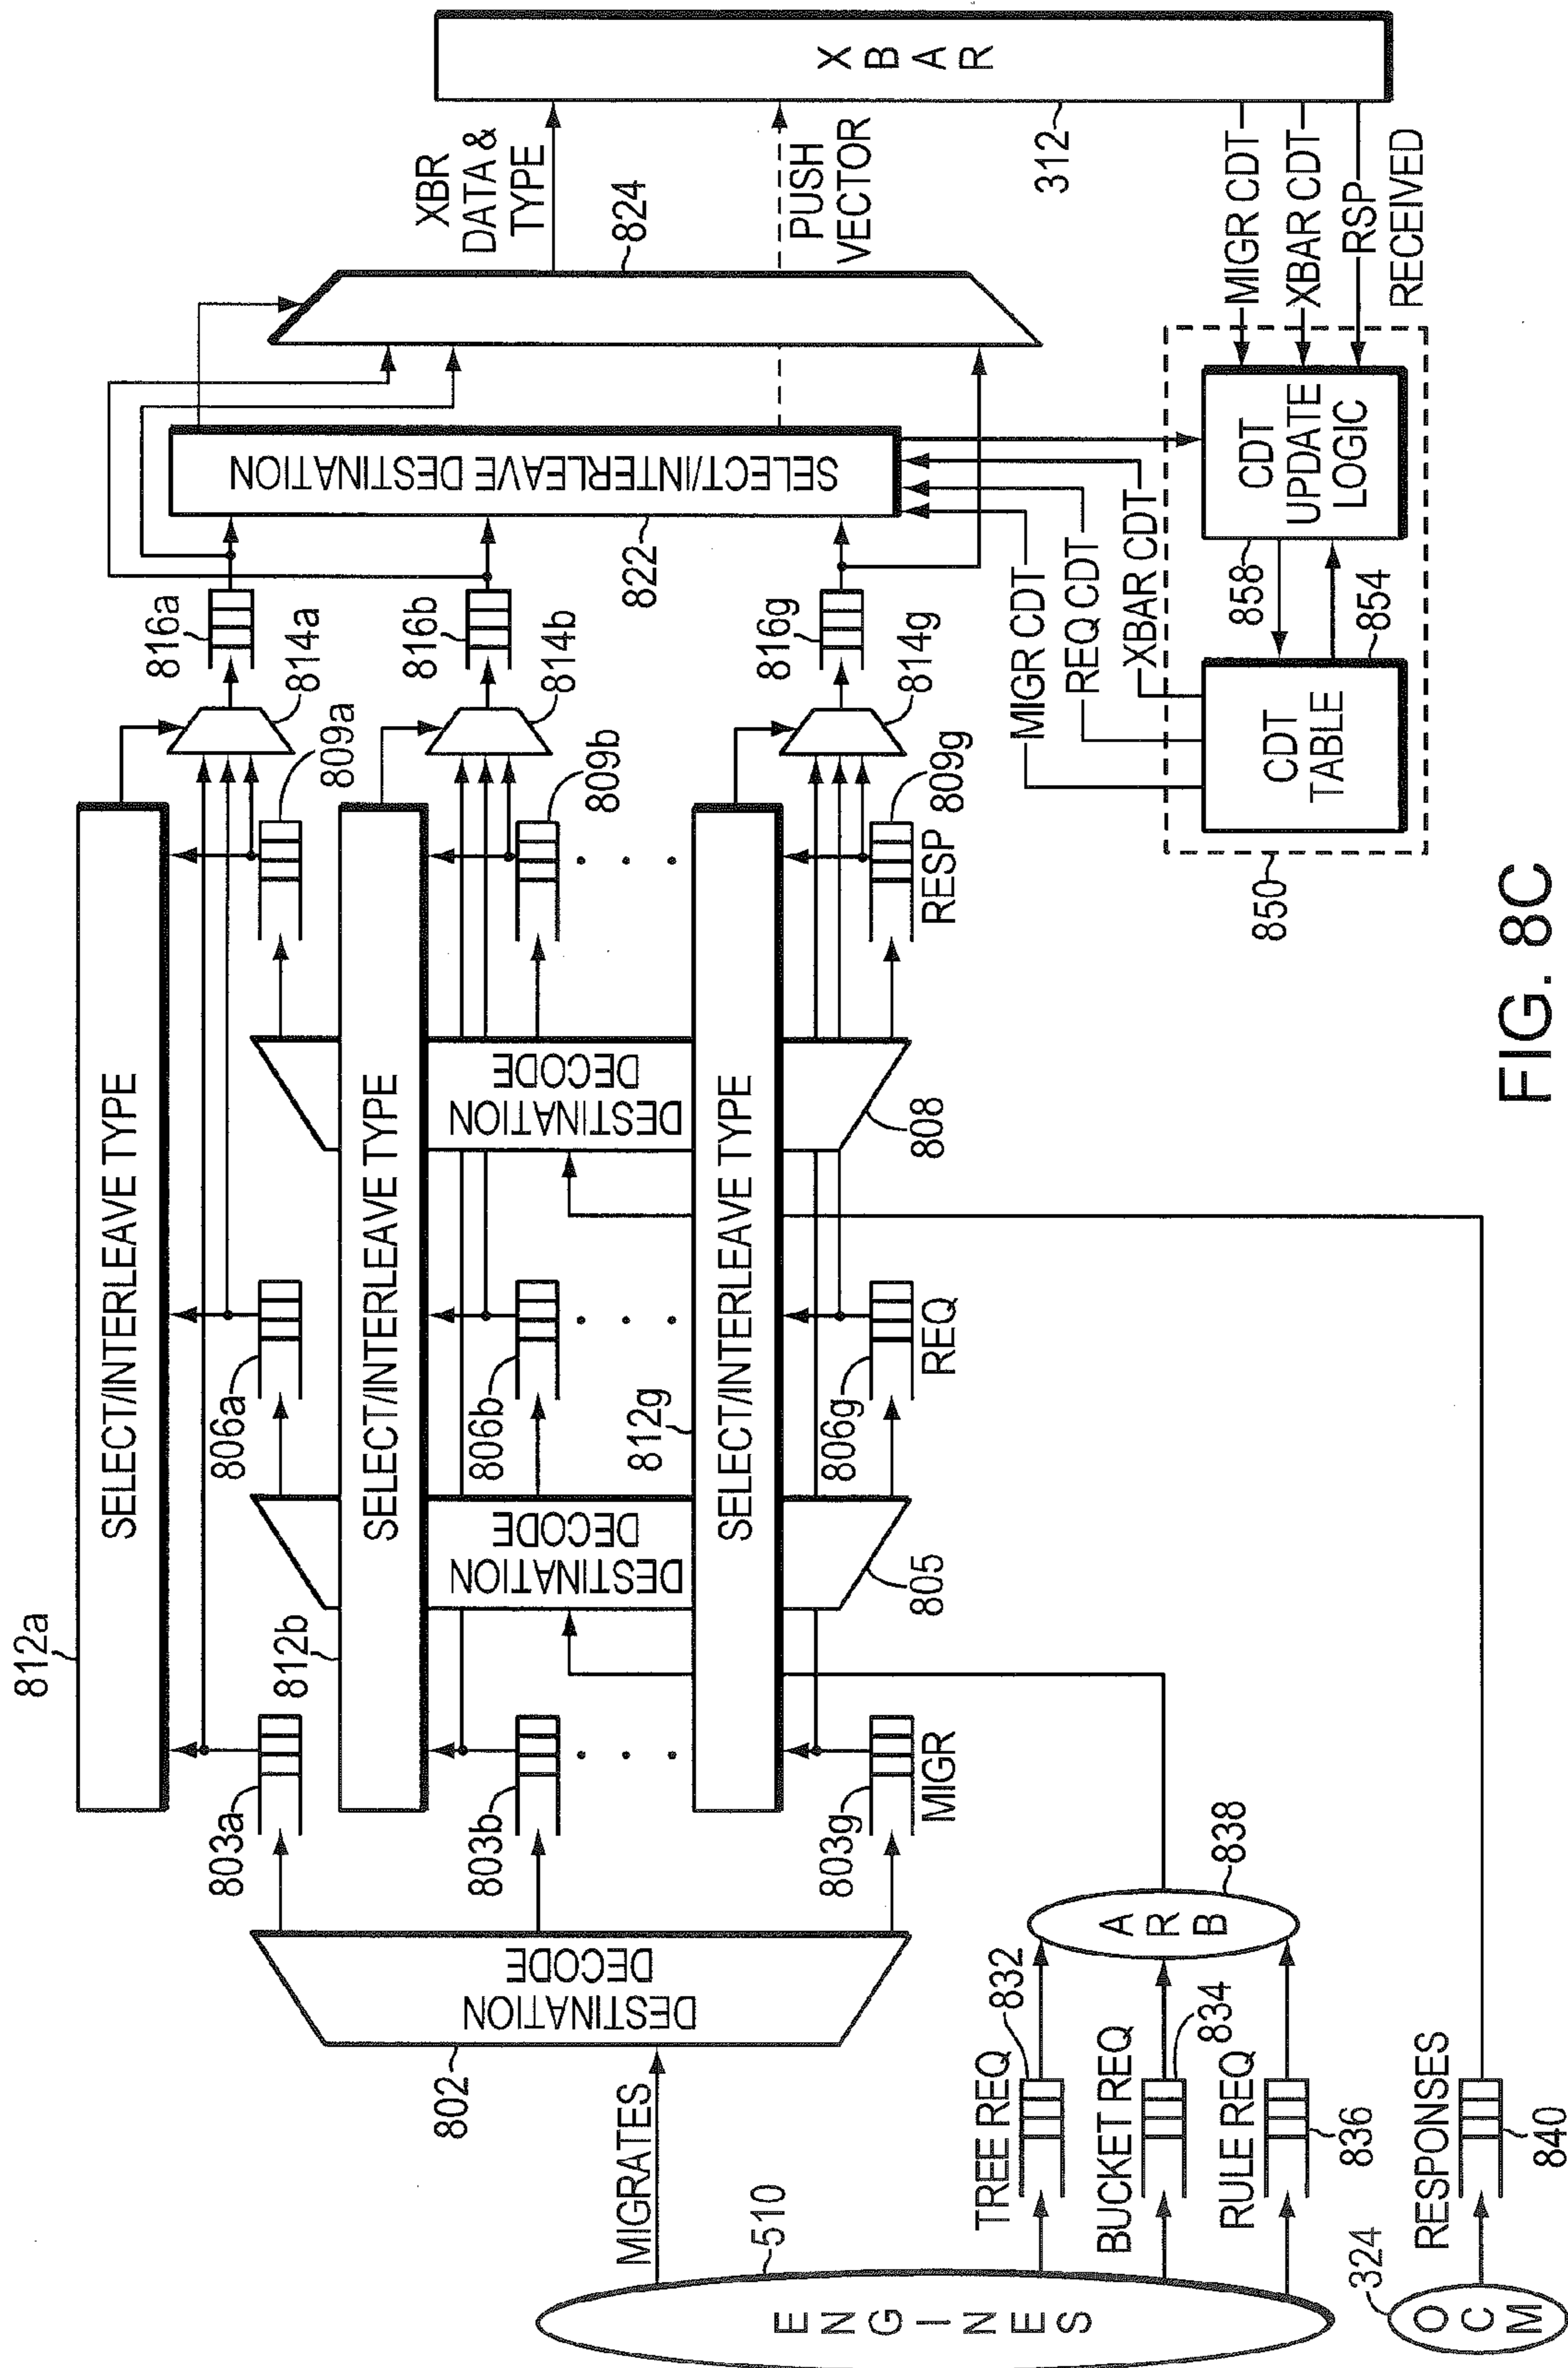 812a
SELECT/INTERLEAVE TYPE
803a
806a
809a
814a
816a
812b
SELECT/INTERLEAVE TYPE
803b
806b
809b
814b
816b
812g
SELECT/INTERLEAVE TYPE
803g
MIGR
806g
REQ
809g
RESP
814g
816g
DESTINATION
DECODE
802
DESTINATION
DECODE
805
DESTINATION
DECODE
808
SELECT/INTERLEAVE DESTINATION
822
824
XBR
DATA &
TYPE
PUSH
VECTOR
XBAR
312
MIGRATES
ENGINES
510
TREE REQ
832
BUCKET REQ
834
RULE REQ
836
ARB
838
OCM
324
RESPONSES
840
MIGR CDT
REQ CDT
XBAR CDT
MIGR CDT
XBAR CDT
RSP
RECEIVED
CDT
TABLE
854
CDT
UPDATE
LOGIC
858
850
FIG. 8C